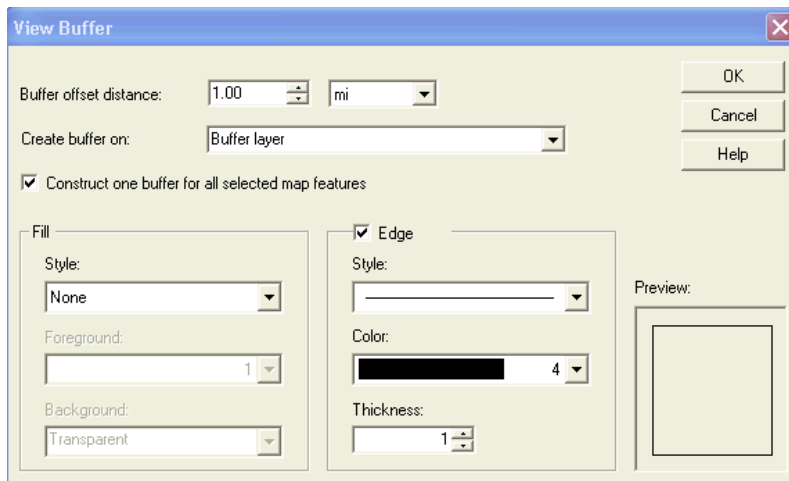 View Buffer
Buffer offset distance: 1.00 mi OK
Create buffer on: Buffer layer Cancel
Help
Construct one buffer for all selected map features
Fill Edge
Style: Style:
None
Preview:
Foreground: Color:
1 4
Background: Thickness:
Transparent 1